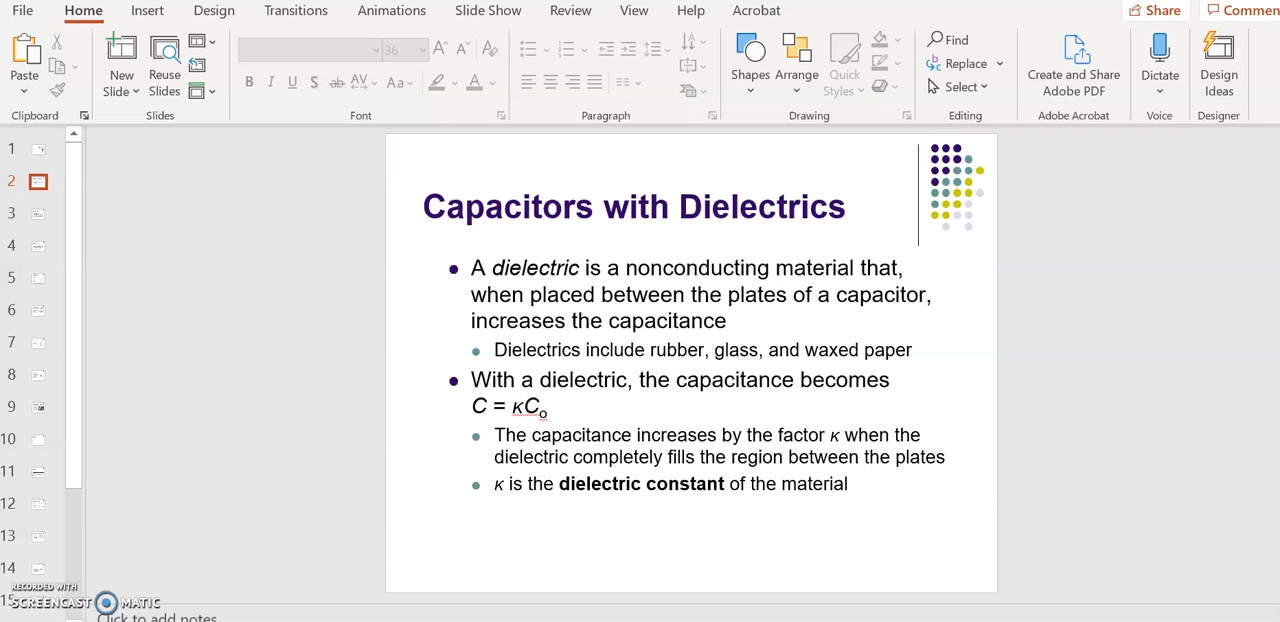 File Home Insert Design Transitions Animations Slide Show Review View Help Acrobat Share Commen
Paste New Slide Reuse Slides 36 Shapes Arrange Quick Styles Find Replace Select Create and Share Adobe PDF Dictate Design Ideas
Clipboard Slides Font Paragraph Drawing Editing Adobe Acrobat Voice Designer
1
2
3
4
5
6
7
8
9
10
11
12
13
14
15
Capacitors with Dielectrics
A dielectric is a nonconducting material that,
when placed between the plates of a capacitor,
increases the capacitance
Dielectrics include rubber, glass, and waxed paper
With a dielectric, the capacitance becomes
C = κCo
The capacitance increases by the factor κ when the
dielectric completely fills the region between the plates
κ is the dielectric constant of the material
RECORDED WITH
SCREENCAST MATIC
Click to add notes